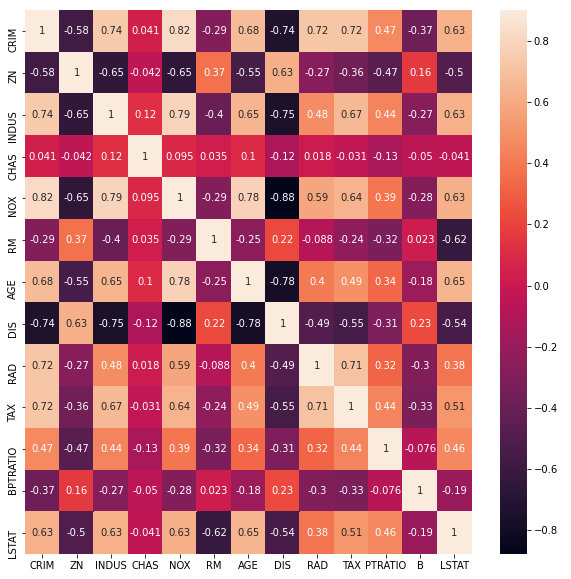 CRIM 1 -0.58 0.74 0.041 0.82 -0.29 0.68 -0.74 0.72 0.72 0.47 -0.37 0.63
ZN -0.58 1 -0.65 -0.042 -0.65 0.37 -0.55 0.63 -0.27 -0.36 -0.47 0.16 -0.5
INDUS 0.74 -0.65 1 0.12 0.79 -0.4 0.65 -0.75 0.48 0.67 0.44 -0.27 0.63
CHAS 0.041 -0.042 0.12 1 0.095 0.035 0.1 -0.12 0.018 -0.031 -0.13 -0.05 -0.041
NOX 0.82 -0.65 0.79 0.095 1 -0.29 0.78 -0.88 0.59 0.64 0.39 -0.28 0.63
RM -0.29 0.37 -0.4 0.035 -0.29 1 -0.25 0.22 -0.088 -0.24 -0.32 0.023 -0.62
AGE 0.68 -0.55 0.65 0.1 0.78 -0.25 1 -0.78 0.4 0.49 0.34 -0.18 0.65
DIS -0.74 0.63 -0.75 -0.12 -0.88 0.22 -0.78 1 -0.49 -0.55 -0.31 0.23 -0.54
RAD 0.72 -0.27 0.48 0.018 0.59 -0.088 0.4 -0.49 1 0.71 0.32 -0.3 0.38
TAX 0.72 -0.36 0.67 -0.031 0.64 -0.24 0.49 -0.55 0.71 1 0.44 -0.33 0.51
PTRATIO 0.47 -0.47 0.44 -0.13 0.39 -0.32 0.34 -0.31 0.32 0.44 1 -0.076 0.46
B -0.37 0.16 -0.27 -0.05 -0.28 0.023 -0.18 0.23 -0.3 -0.33 -0.076 1 -0.19
LSTAT 0.63 -0.5 0.63 -0.041 0.63 -0.62 0.65 -0.54 0.38 0.51 0.46 -0.19 1
CRIM ZN INDUS CHAS NOX RM AGE DIS RAD TAX PTRATIO B LSTAT
0.8
0.6
0.4
0.2
0.0
−0.2
−0.4
−0.6
−0.8